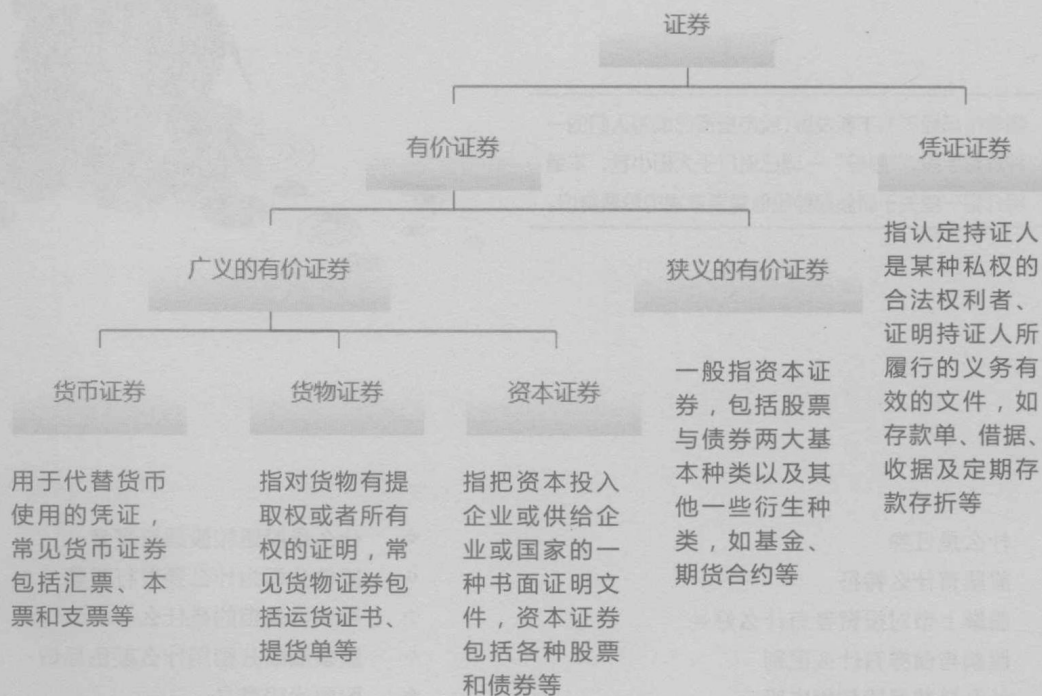 证券
有价证券
凭证证券
广义的有价证券
狭义的有价证券
指认定持证人
是某种私权的
合法权利者、
证明持证人所
履行的义务有
效的文件，如
存款单、借据、
收据及定期存
款存折等
货币证券
货物证券
资本证券
一般指资本证
券，包括股票
与债券两大基
本种类以及其
他一些衍生种
类，如基金、
期货合约等
用于代替货币
使用的凭证，
常见货币证券
包括汇票、本
票和支票等
指对货物有提
取权或者所有
权的证明，常
见货物证券包
括运货证书、
提货单等
指把资本投入
企业或供给企
业或国家的一
种书面证明文
件，资本证券
包括各种股票
和债券等